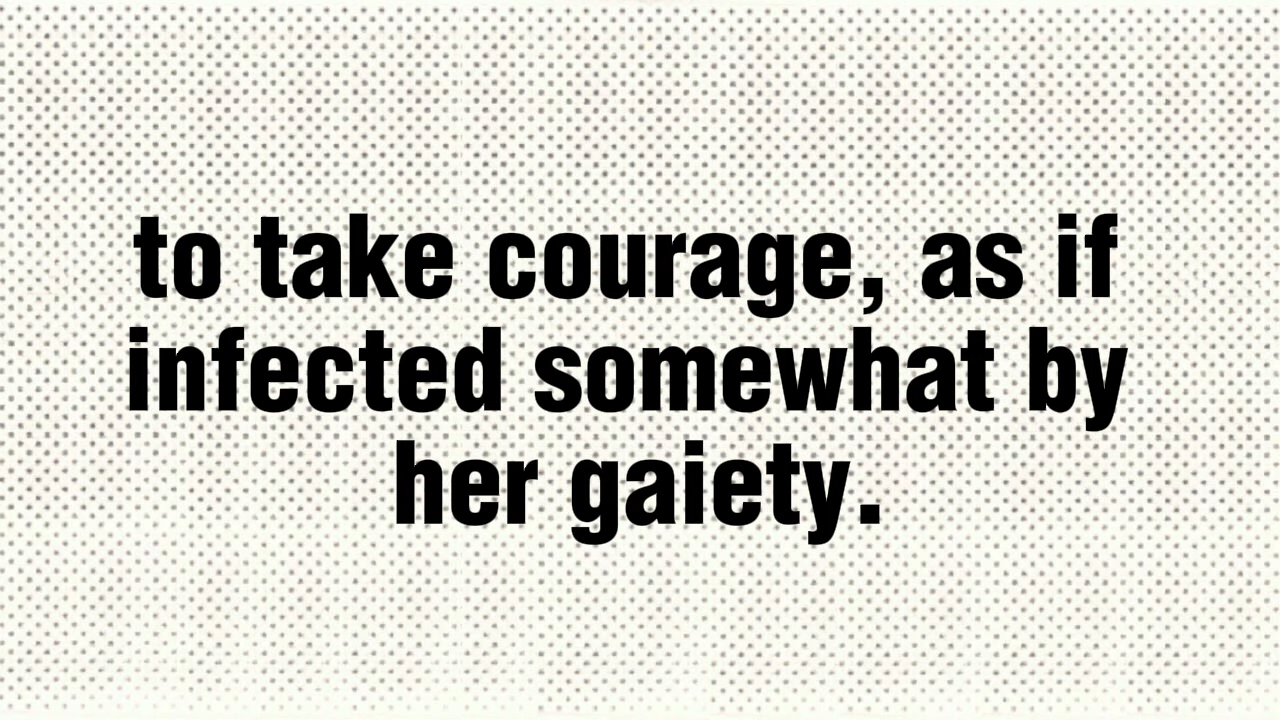 to take courage, as if
infected somewhat by
her gaiety.